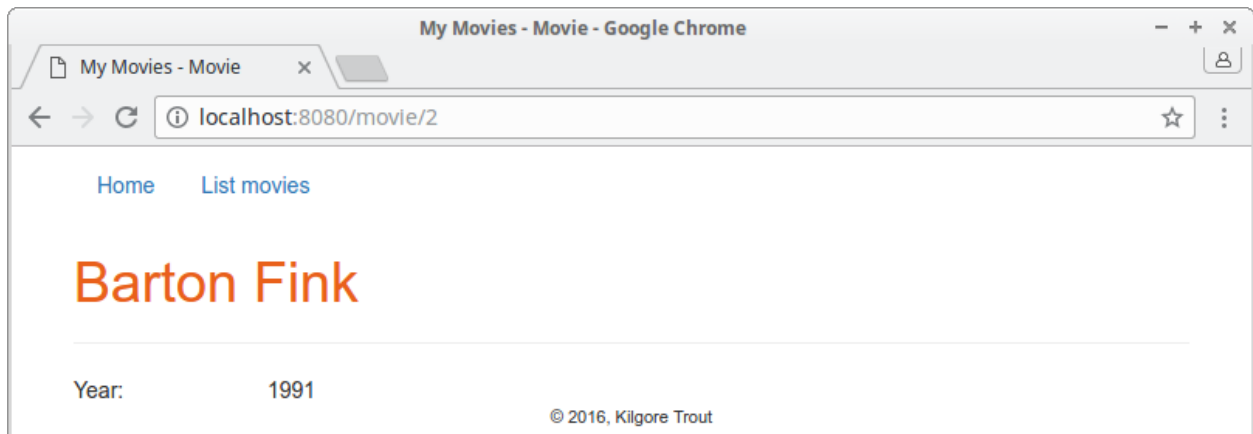 My Movies - Movie - Google Chrome
My Movies - Movie
localhost:8080/movie/2
Home List movies
Barton Fink
Year: 1991
© 2016, Kilgore Trout